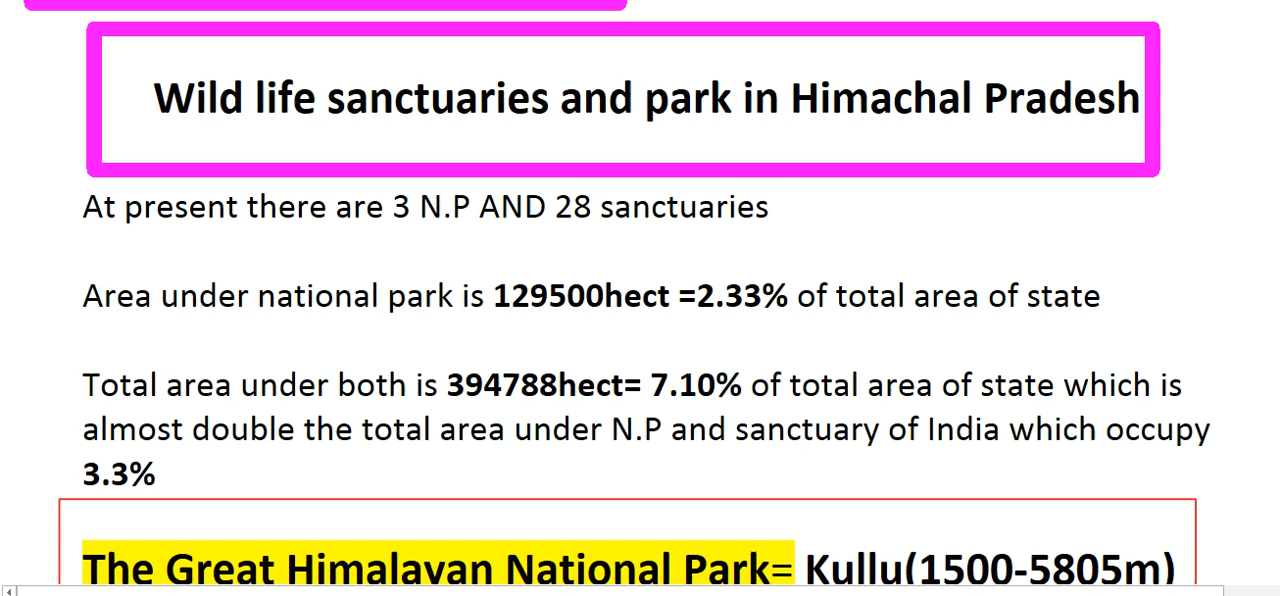 Wild life sanctuaries and park in Himachal Pradesh
At present there are 3 N.P AND 28 sanctuaries
Area under national park is 129500hect =2.33% of total area of state
Total area under both is 394788hect= 7.10% of total area of state which is
almost double the total area under N.P and sanctuary of India which occupy
3.3%
The Great Himalayan National Park= Kullu(1500-5805m)